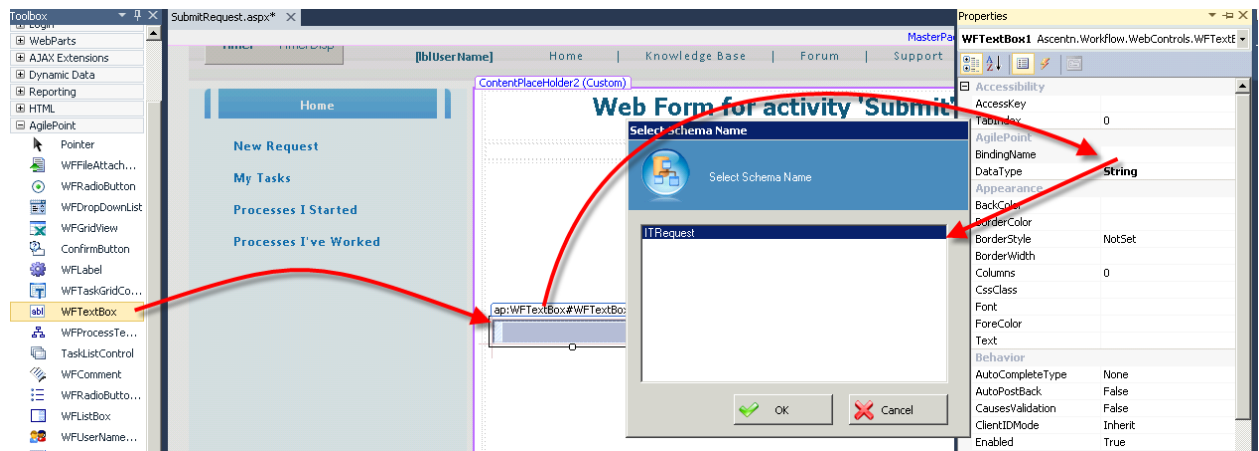 Toolbox
Login
WebParts
AJAX Extensions
Dynamic Data
Reporting
HTML
AgilePoint
Pointer
WFFileAttach...
WFRadioButton
WFDropDownList
WFGridView
ConfirmButton
WFLabel
WFTaskGridCo...
WFTextBox
WFProcessTe...
TaskListControl
WFComment
WFRadioButto...
WFListBox
WFUserName...
SubmitRequest.aspx*
MasterPa
Timer TimerDisp
[lblUserName] Home | Knowledge Base | Forum | Support
Home
New Request
My Tasks
Processes I Started
Processes I've Worked
ContentPlaceHolder2 (Custom)
Web Form for activity 'Submit'
ap:WFTextBox#WFTextBo
Select Schema Name
Select Schema Name
ITRequest
OK
Cancel
Properties
WFTextBox1 Ascentn.Workflow.WebControls.WFTextE
Accessibility
AccessKey
TabIndex 0
AgilePoint
BindingName
DataType String
Appearance
BackColor
BorderColor
BorderStyle NotSet
BorderWidth
Columns 0
CssClass
Font
ForeColor
Text
Behavior
AutoCompleteType None
AutoPostBack False
CausesValidation False
ClientIDMode Inherit
Enabled True